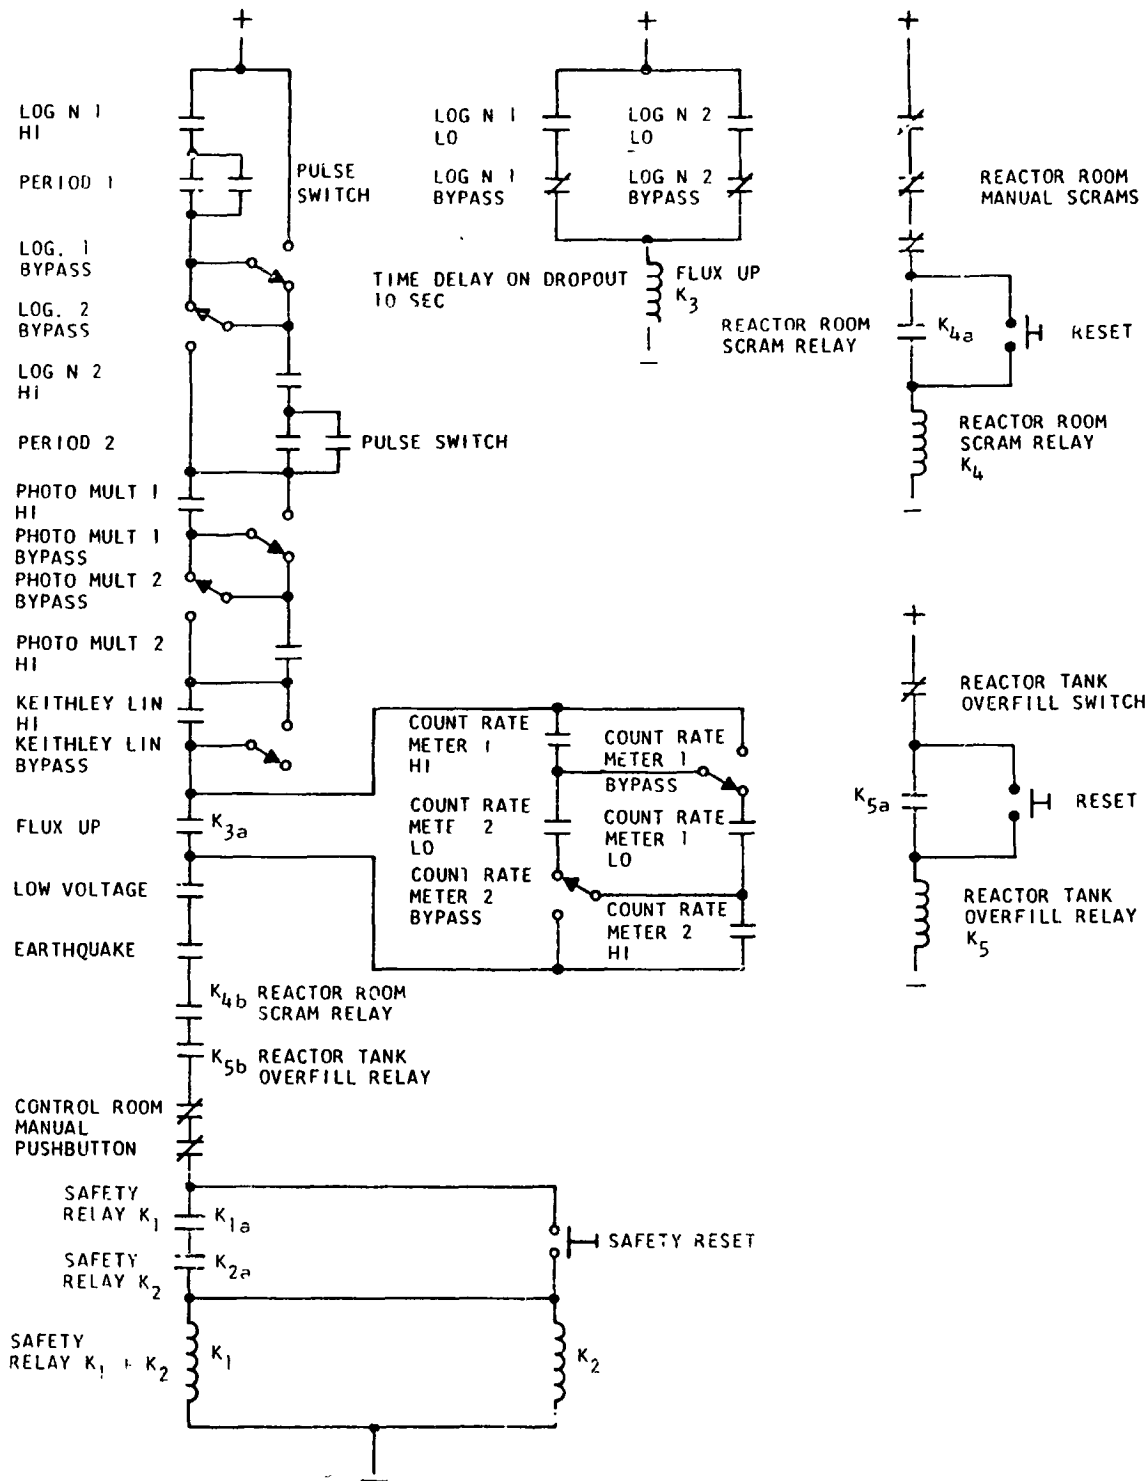 +
+
+
LOG N 1
HI
PERIOD 1
PULSE
SWITCH
LOG. 1
BYPASS
LOG. 2
BYPASS
LOG N 2
HI
PERIOD 2
PULSE SWITCH
PHOTO MULT 1
HI
PHOTO MULT 1
BYPASS
PHOTO MULT 2
BYPASS
PHOTO MULT 2
HI
KEITHLEY LIN
HI
KEITHLEY LIN
BYPASS
FLUX UP
K3a
LOW VOLTAGE
EARTHQUAKE
K4b REACTOR ROOM
SCRAM RELAY
K5b REACTOR TANK
OVERFILL RELAY
CONTROL ROOM
MANUAL
PUSHBUTTON
SAFETY
RELAY K1
K1a
SAFETY
RELAY K2
K2a
SAFETY RESET
SAFETY
RELAY K1 + K2
K1
K2
LOG N 1
LO
LOG N 2
LO
LOG N 1
BYPASS
LOG N 2
BYPASS
TIME DELAY ON DROPOUT
10 SEC
FLUX UP
K3
COUNT RATE
METER 1
HI
COUNT RATE
METER 1
BYPASS
COUNT RATE
METE 2
LO
COUNT RATE
METER 1
LO
COUNT RATE
METER 2
BYPASS
COUNT RATE
METER 2
HI
REACTOR ROOM
MANUAL SCRAMS
REACTOR ROOM
SCRAM RELAY
K4a
RESET
REACTOR ROOM
SCRAM RELAY
K4
+
REACTOR TANK
OVERFILL SWITCH
K5a
RESET
REACTOR TANK
OVERFILL RELAY
K5